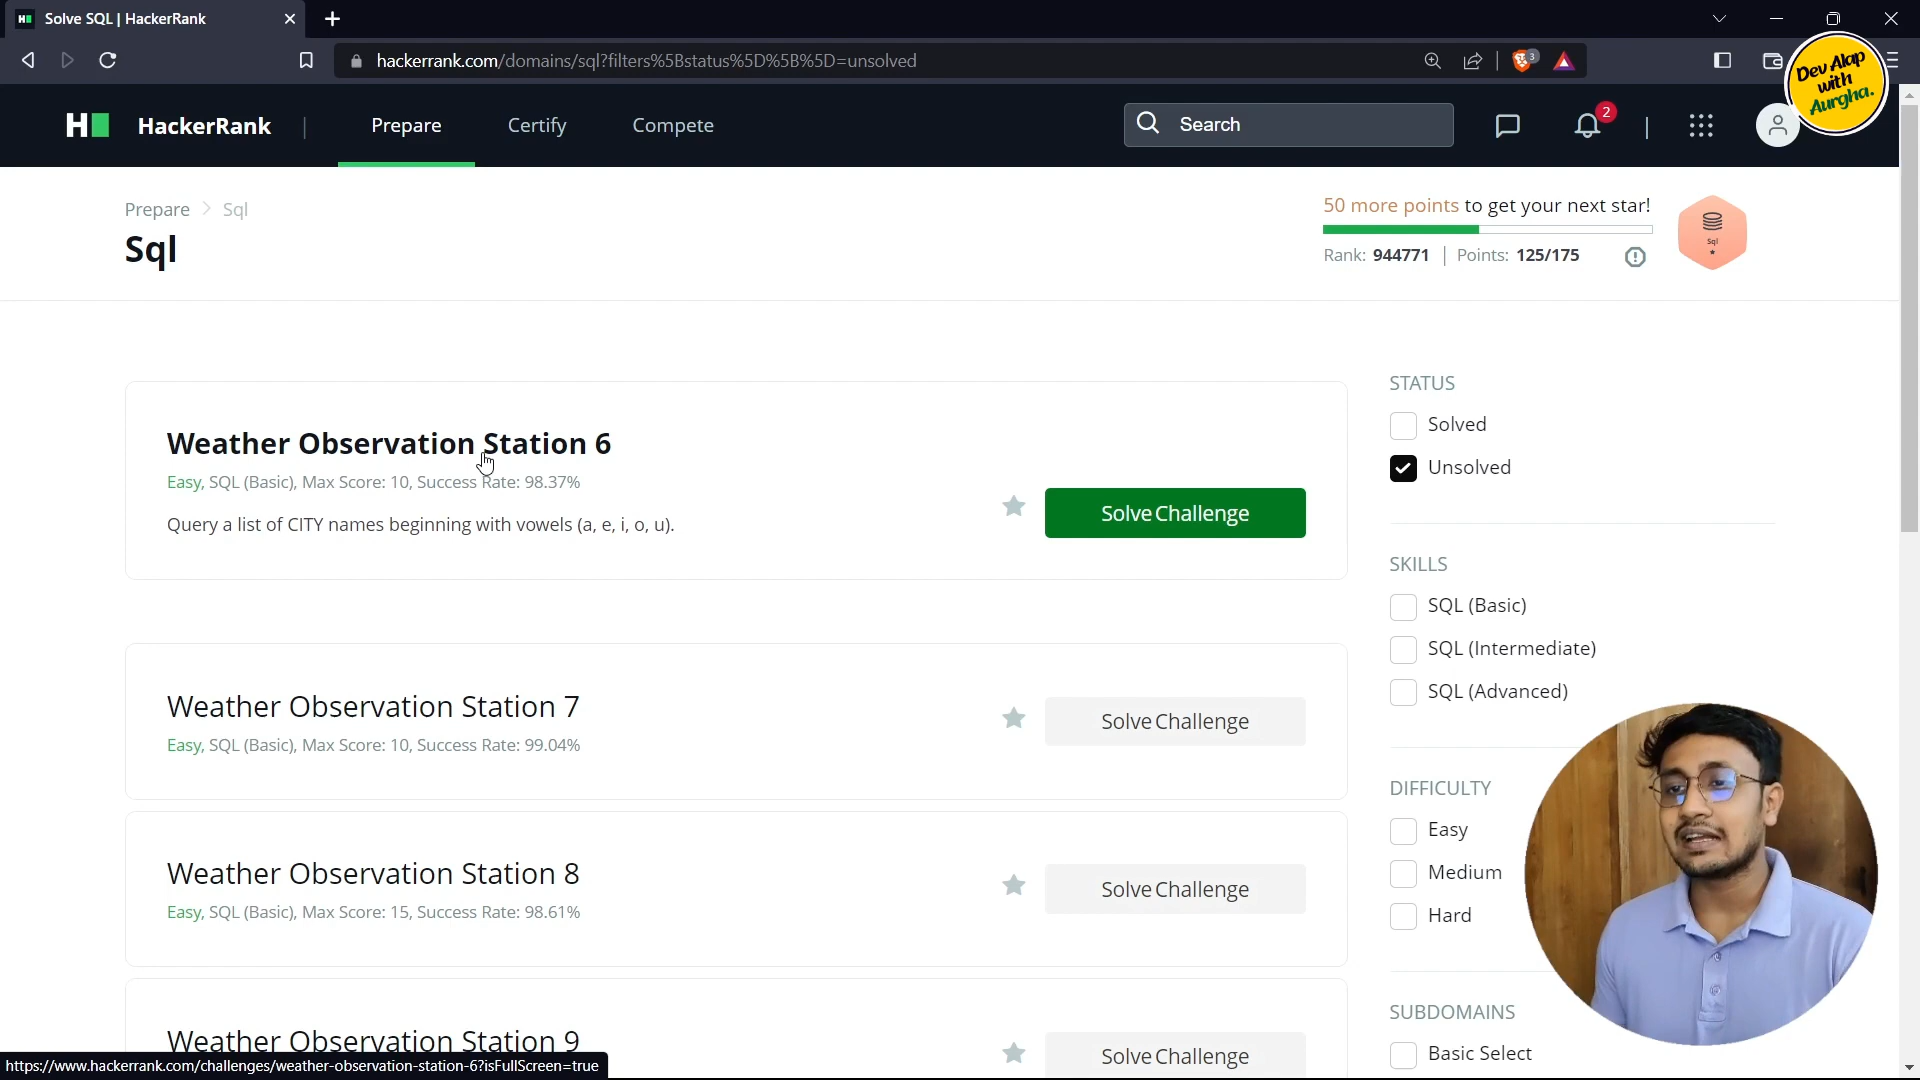 Solve SQL | HackerRank
hackerrank.com/domains/sql?filters%5Bstatus%5D%5B%5D=unsolved
3
Dev Alap
with
Aurgha.
HackerRank
Prepare
Certify
Compete
Search
2
Prepare > Sql
Sql
50 more points to get your next star!
Rank: 944771 | Points: 125/175
Sql
Weather Observation Station 6
Easy, SQL (Basic), Max Score: 10, Success Rate: 98.37%
Query a list of CITY names beginning with vowels (a, e, i, o, u).
Solve Challenge
Weather Observation Station 7
Easy, SQL (Basic), Max Score: 10, Success Rate: 99.04%
Solve Challenge
Weather Observation Station 8
Easy, SQL (Basic), Max Score: 15, Success Rate: 98.61%
Solve Challenge
Weather Observation Station 9
Solve Challenge
STATUS
Solved
Unsolved
SKILLS
SQL (Basic)
SQL (Intermediate)
SQL (Advanced)
DIFFICULTY
Easy
Medium
Hard
SUBDOMAINS
Basic Select
https://www.hackerrank.com/challenges/weather-observation-station-6?isFullScreen=true